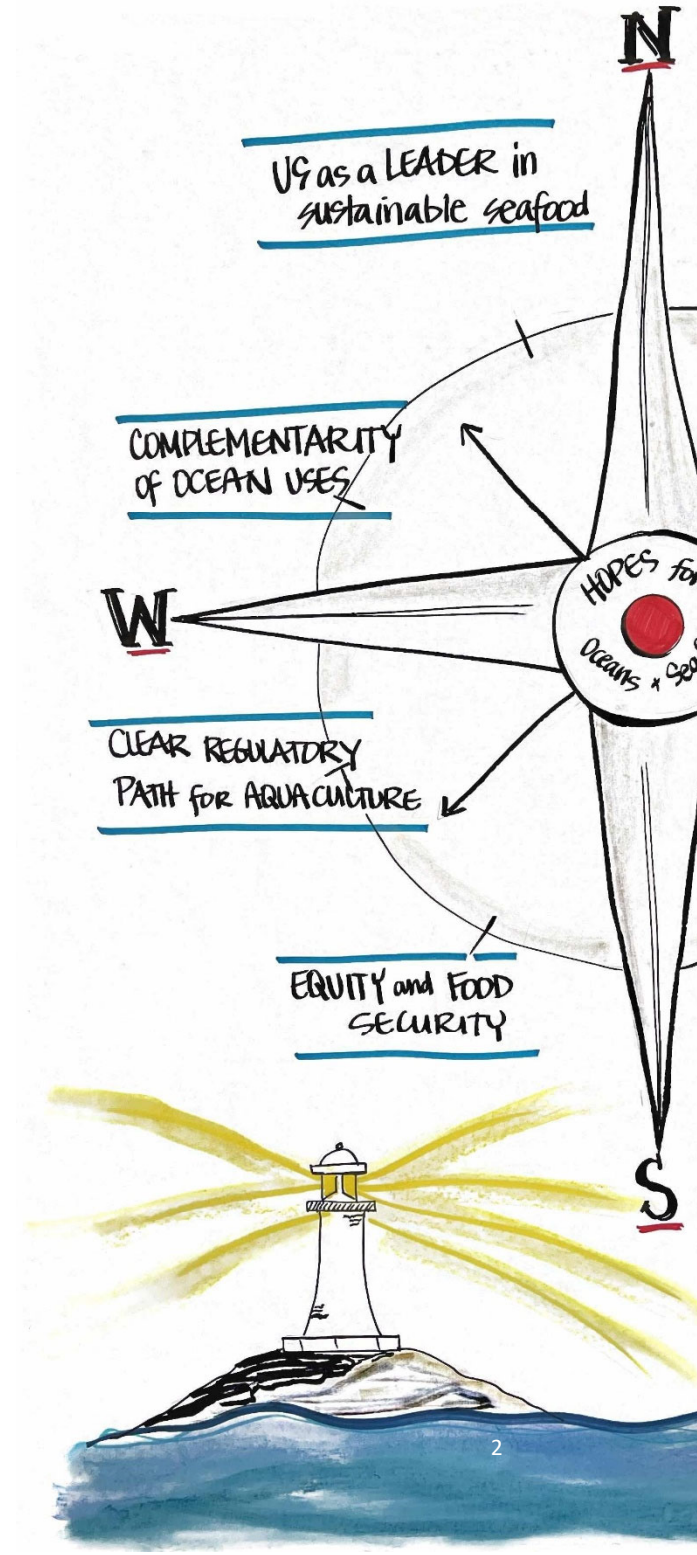 N
US as a LEADER in
sustainable seafood
COMPLEMENTARITY
OF OCEAN USES
W
HOPES for
Oceans +
CLEAR REGULATORY
PATH for AQUACULTURE
EQUITY and FOOD
SECURITY
S
2